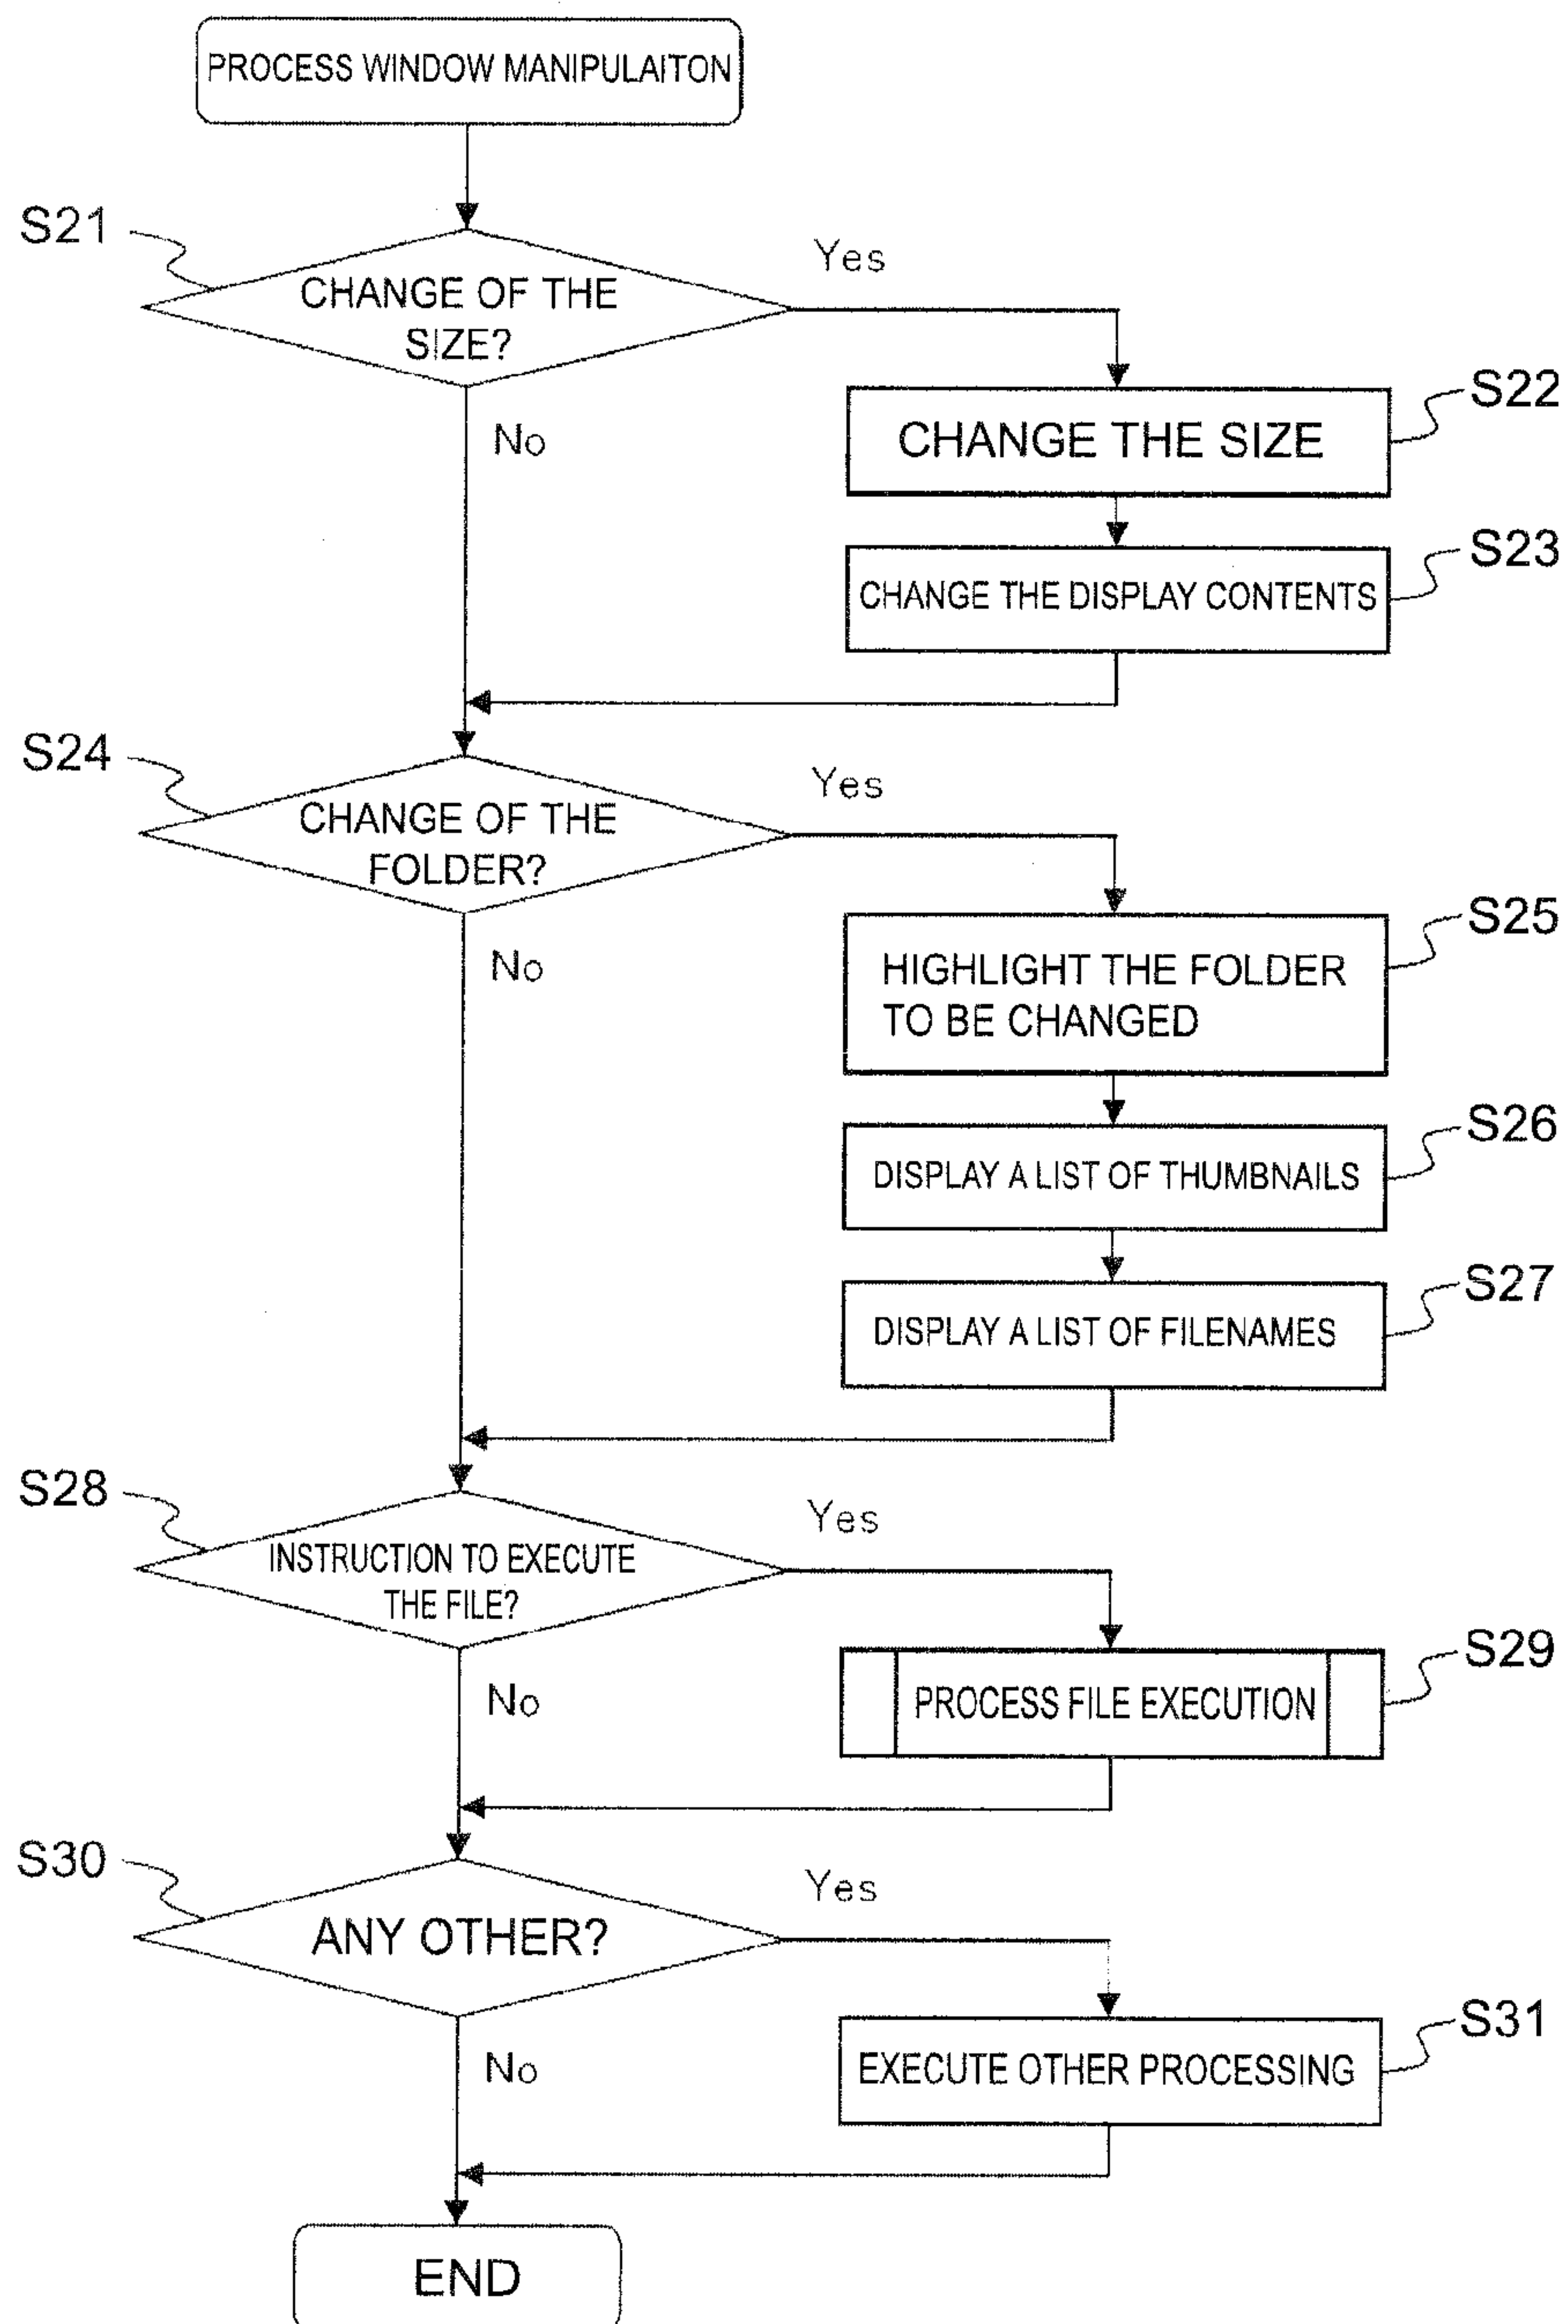 PROCESS WINDOW MANIPULAITON
S21
CHANGE OF THE
SIZE?
Yes
No
S22
CHANGE THE SIZE
S23
CHANGE THE DISPLAY CONTENTS
S24
CHANGE OF THE
FOLDER?
Yes
No
S25
HIGHLIGHT THE FOLDER
TO BE CHANGED
S26
DISPLAY A LIST OF THUMBNAILS
S27
DISPLAY A LIST OF FILENAMES
S28
INSTRUCTION TO EXECUTE
THE FILE?
Yes
No
S29
PROCESS FILE EXECUTION
S30
ANY OTHER?
Yes
No
S31
EXECUTE OTHER PROCESSING
END